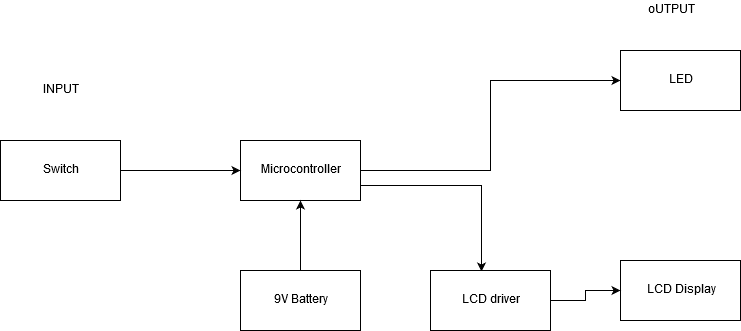 oUTPUT
LED
INPUT
Switch
Microcontroller
9V Battery
LCD driver
LCD Display